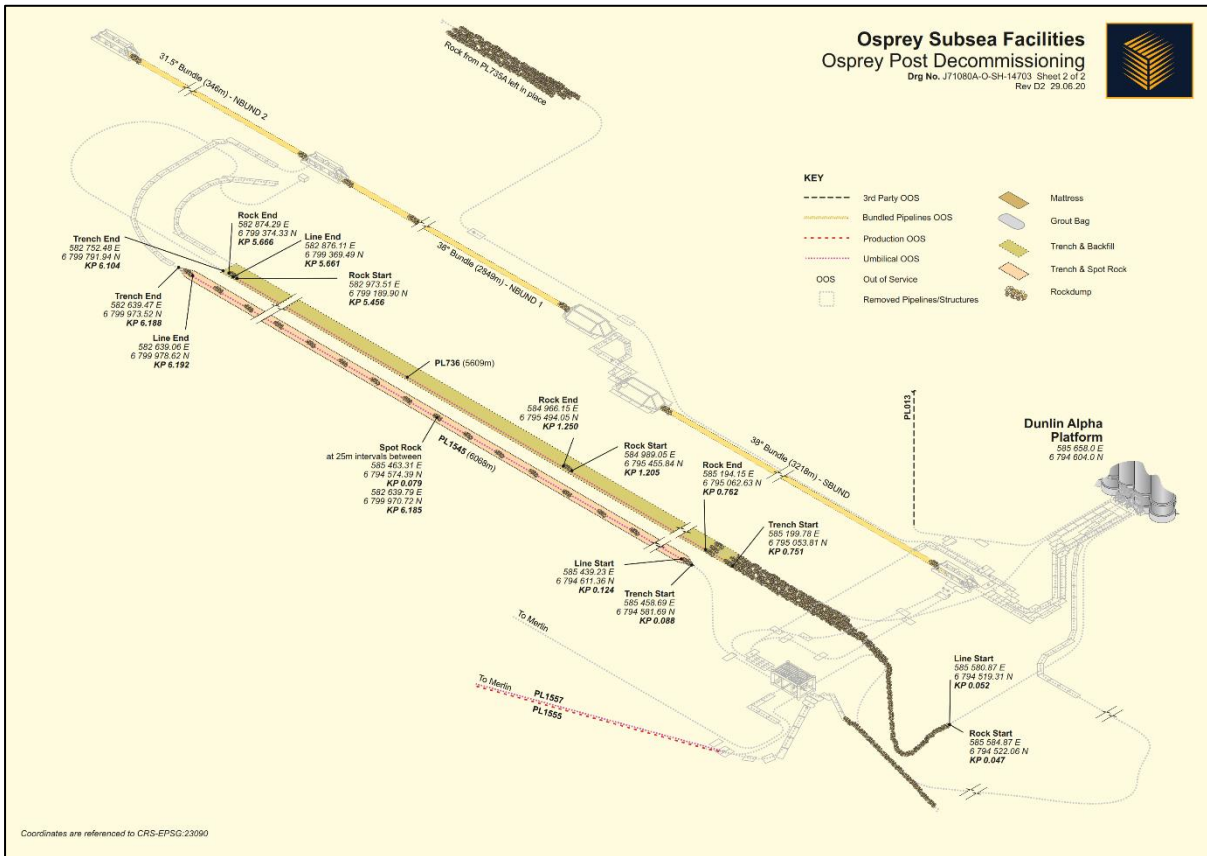 Osprey Subsea Facilities
Osprey Post Decommissioning
Drg No. J71080A-O-SH-14703 Sheet 2 of 2
Rev D2 29.06.20
31.5" Bundle (346m) - NBUND 2
Rock from PL735A left in place
KEY
3rd Party OOS
Bundled Pipelines OOS
Production OOS
Umbilical OOS
OOS Out of Service
Removed Pipelines/Structures
Mattress
Grout Bag
Trench & Backfill
Trench & Spot Rock
Rockdump
38" Bundle (2849m) - NBUND 1
Rock End
582 874.29 E
6 799 374.33 N
KP 5.666
Line End
582 876.11 E
6 799 369.49 N
KP 5.661
Trench End
582 752.48 E
6 799 791.94 N
KP 6.104
Rock Start
582 973.51 E
6 799 189.90 N
KP 5.456
Trench End
582 639.47 E
6 799 973.52 N
KP 6.188
Line End
582 639.06 E
6 799 978.62 N
KP 6.192
PL736 (5609m)
PL1545 (6068m)
Spot Rock
at 25m intervals between
585 463.31 E
6 794 574.39 N
KP 0.079
582 639.79 E
6 799 970.72 N
KP 6.185
Rock End
584 966.15 E
6 795 494.05 N
KP 1.250
Rock Start
584 989.05 E
6 795 455.84 N
KP 1.205
38" Bundle (3218m) - SBUND
PL013
Dunlin Alpha
Platform
585 658.0 E
6 794 604.0 N
Rock End
585 194.15 E
6 795 062.63 N
KP 0.762
Trench Start
585 199.78 E
6 795 053.81 N
KP 0.751
Line Start
585 439.23 E
6 794 611.36 N
KP 0.124
Trench Start
585 458.69 E
6 794 581.69 N
KP 0.088
To Merlin
To Merlin
PL1557
PL1555
Line Start
585 580.87 E
6 794 519.31 N
KP 0.052
Rock Start
585 584.87 E
6 794 522.06 N
KP 0.047
Coordinates are referenced to CRS-EPSG:23090